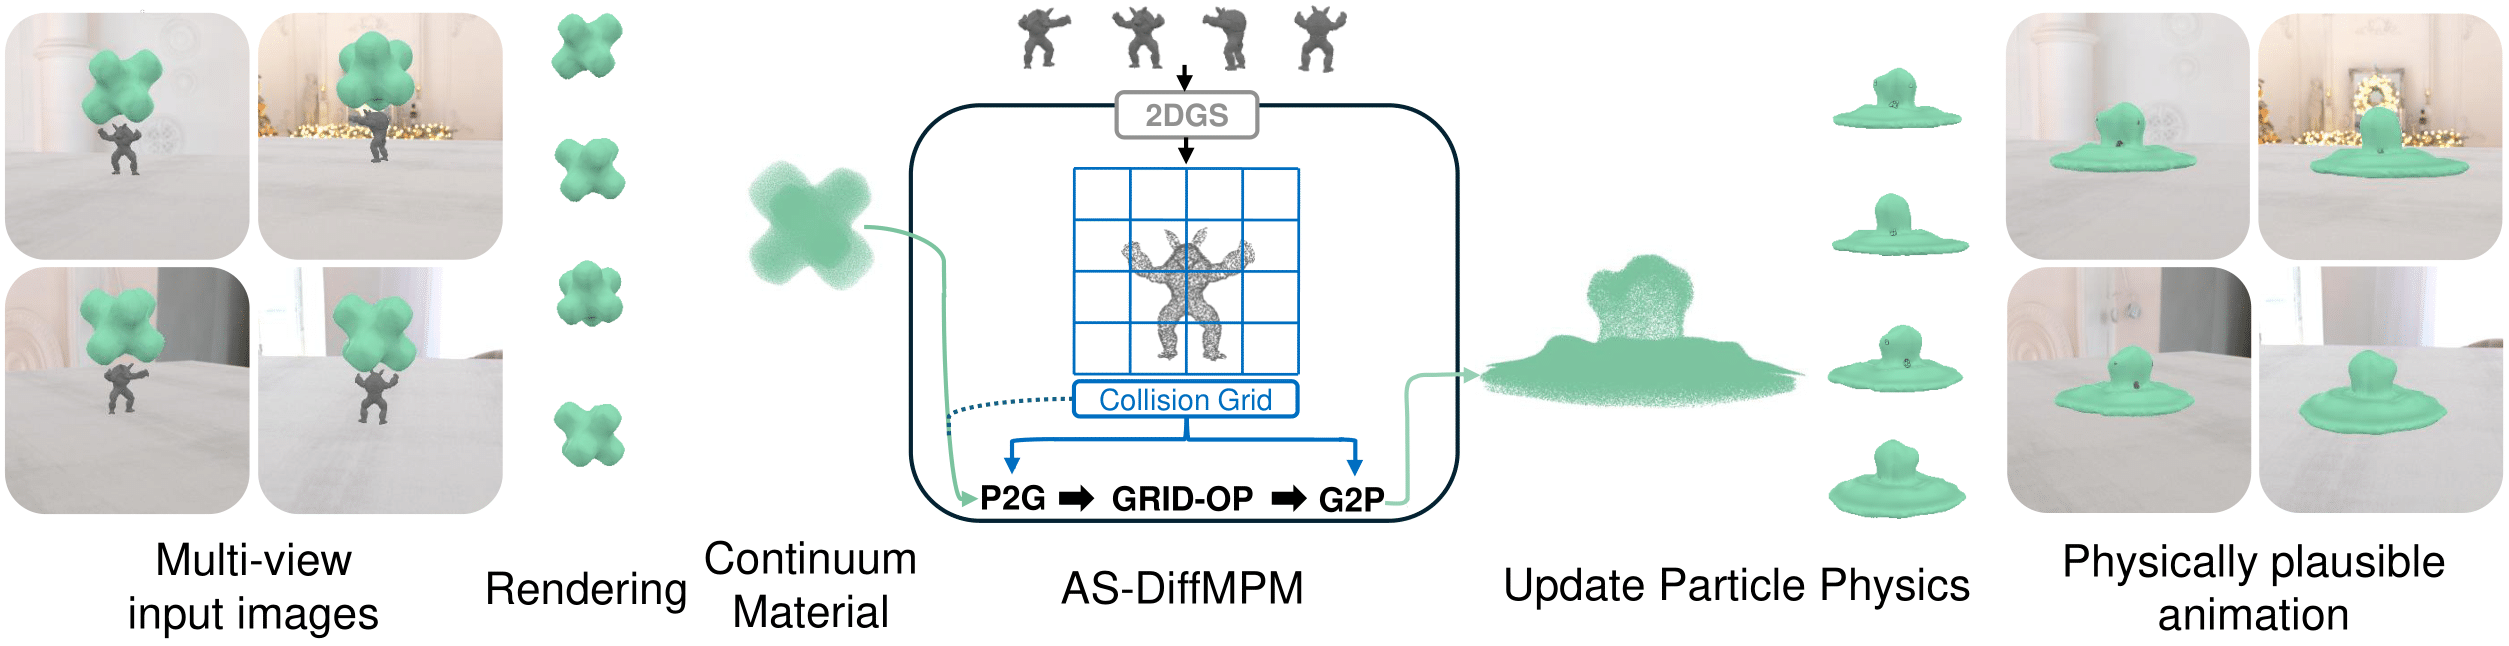 2DGS
Collision Grid
P2G
GRID-OP
G2P
Multi-view
input images
Rendering
Continuum
Material
AS-DiffMPM
Update Particle Physics
Physically plausible
animation